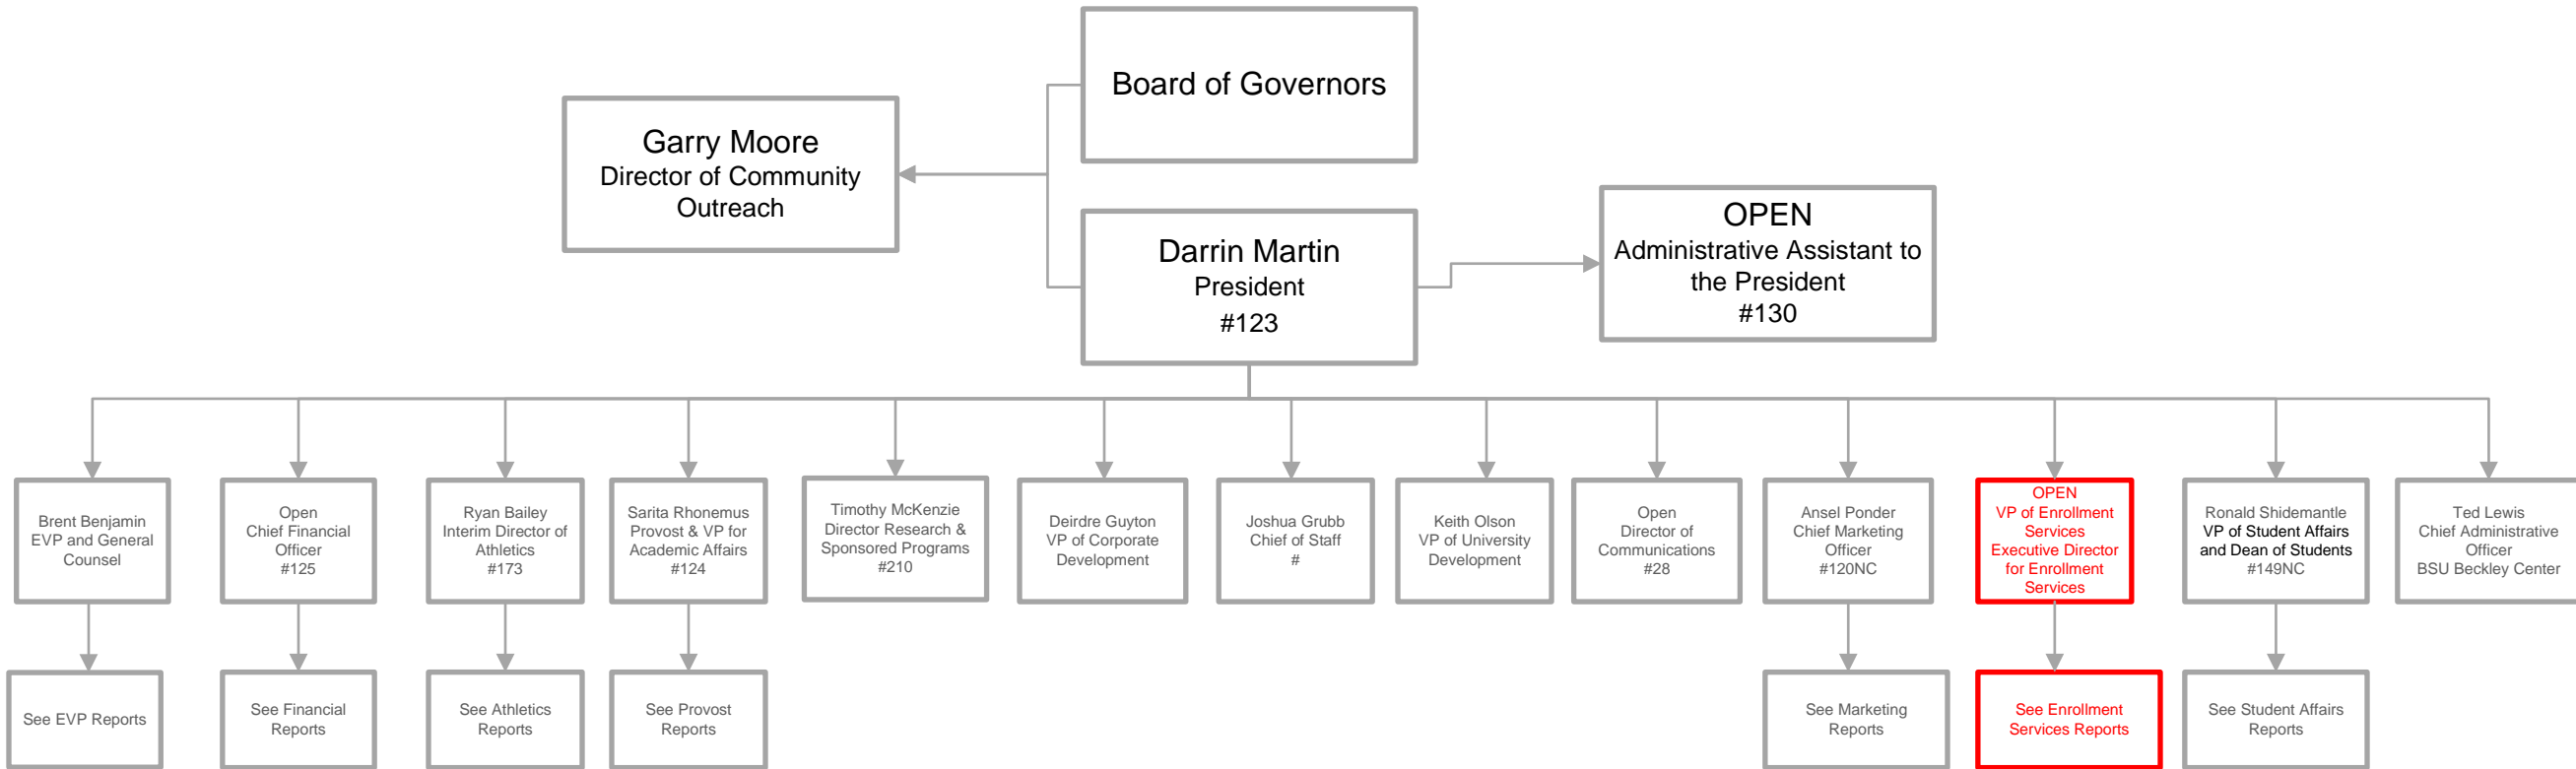 Board of Governors
Garry Moore
Director of Community
Outreach
Darrin Martin
President
#123
OPEN
Administrative Assistant to
the President
#130
Brent Benjamin
EVP and General
Counsel
Open
Chief Financial
Officer
#125
Ryan Bailey
Interim Director of
Athletics
#173
Sarita Rhonemus
Provost & VP for
Academic Affairs
#124
Timothy McKenzie
Director Research &
Sponsored Programs
#210
Deirdre Guyton
VP of Corporate
Development
Joshua Grubb
Chief of Staff
#
Keith Olson
VP of University
Development
Open
Director of
Communications
#28
Ansel Ponder
Chief Marketing
Officer
#120NC
OPEN
VP of Enrollment
Services
Executive Director
for Enrollment
Services
Ronald Shidemantle
VP of Student Affairs
and Dean of Students
#149NC
Ted Lewis
Chief Administrative
Officer
BSU Beckley Center
See EVP Reports
See Financial
Reports
See Athletics
Reports
See Provost
Reports
See Marketing
Reports
See Enrollment
Services Reports
See Student Affairs
Reports